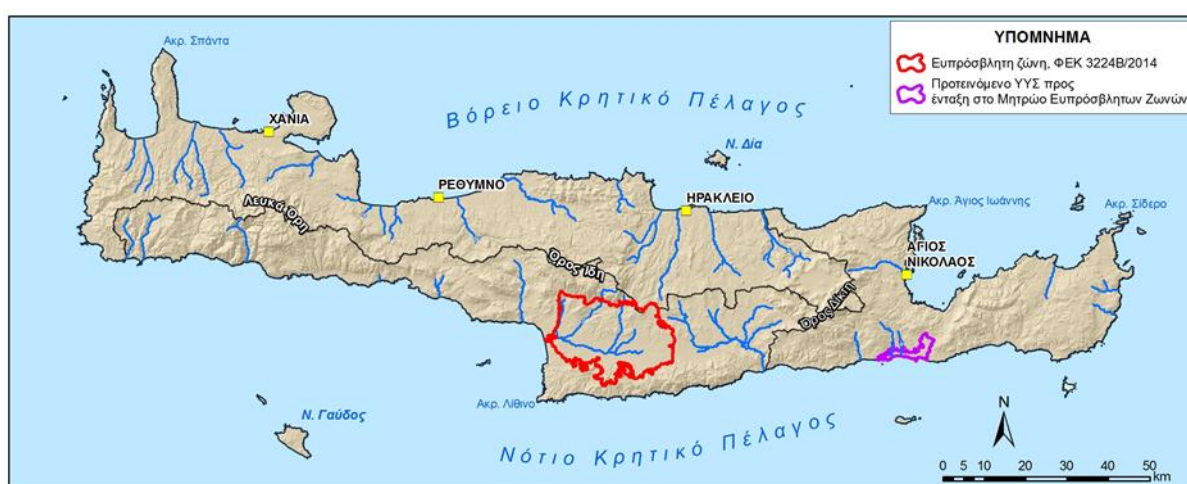 ΥΠΟΜΝΗΜΑ
Ευπρόσβλητη ζώνη, ΦΕΚ 3224Β/2014
Προτεινόμενο ΥΥΣ προς
ένταξη στο Μητρώο Ευπρόσβλητων Ζωνών
Ακρ. Σπάντα
ΧΑΝΙΑ
Βόρειο Κρητικό Πέλαγος
Ν. Δία
ΡΕΘΥΜΝΟ
ΗΡΑΚΛΕΙΟ
Ακρ. Άγιος Ιωάννης
Ακρ. Σίδερο
Λευκά Όρη
Όρος Ίδη
Όρος Δίκτη
ΑΓΙΟΣ
ΝΙΚΟΛΑΟΣ
Ακρ. Λίθινο
Ν. Γαύδος
Νότιο Κρητικό Πέλαγος
N
0 5 10 20 30 40 50
km